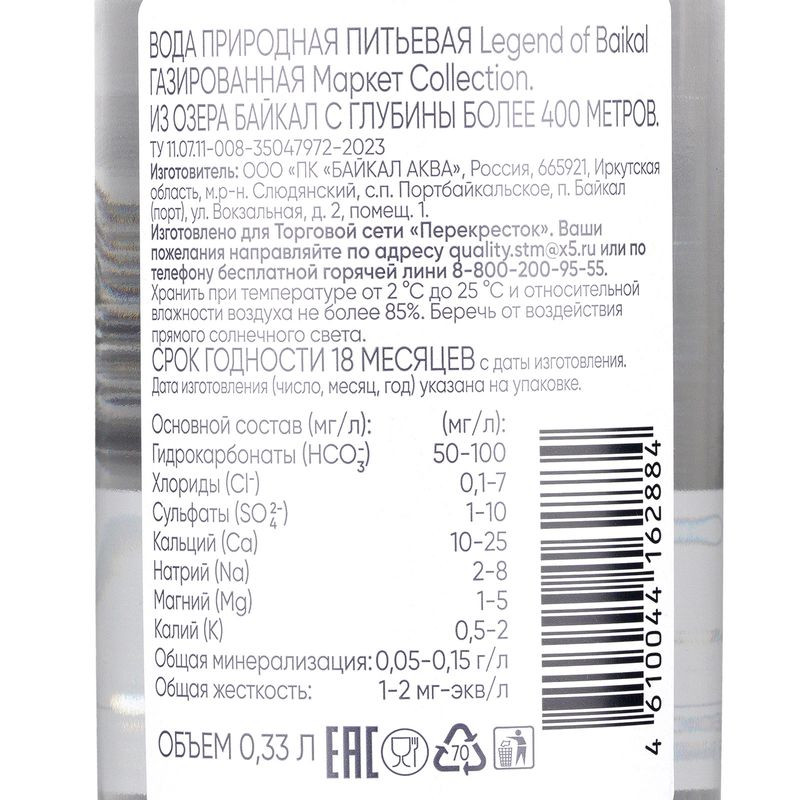 ВОДА ПРИРОДНАЯ ПИТЬЕВАЯ Legend of Baikal
ГАЗИРОВАННАЯ Маркет Collection.
ИЗ ОЗЕРА БАЙКАЛ С ГЛУБИНЫ БОЛЕЕ 400 МЕТРОВ.
ТУ 11.07.11-008-35047972-2023
Изготовитель: ООО «ПК «БАЙКАЛ АКВА», Россия, 665921, Иркутская
область, м.р-н. Слюдянский, с.п. Портбайкальское, п. Байкал
(порт), ул. Вокзальная, д. 2, помещ. 1.
Изготовлено для Торговой сети «Перекресток». Ваши
пожелания направляйте по адресу quality.stm@x5.ru или по
телефону бесплатной горячей лини 8-800-200-95-55.
Хранить при температуре от 2 °C до 25 °C и относительной
влажности воздуха не более 85%. Беречь от воздействия
прямого солнечного света.
СРОК ГОДНОСТИ 18 МЕСЯЦЕВ с даты изготовления.
Дата изготовления (число, месяц, год) указана на упаковке.
Основной состав (мг/л): (мг/л):
Гидрокарбонаты (HCO₃⁻) 50-100
Хлориды (Cl⁻) 0,1-7
Сульфаты (SO₄²⁻) 1-10
Кальций (Ca) 10-25
Натрий (Na) 2-8
Магний (Mg) 1-5
Калий (K) 0,5-2
Общая минерализация: 0,05-0,15 г/л
Общая жесткость: 1-2 мг-экв/л
ОБЪЕМ 0,33 Л EAC 70
4 610044 162884